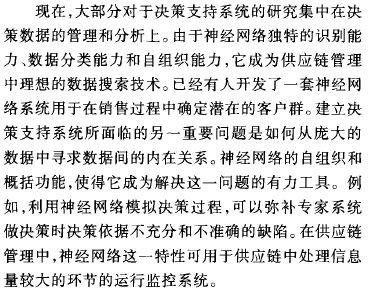 现在,大部分对于决策支持系统的研究集中在决
策数据的管理和分析上。由于神经网络独特的识别能
力、数据分类能力和自组织能力,它成为供应链管理
中理想的数据搜索技术。已经有人开发了一套神经网
络系统用于在销售过程中确定潜在的客户群。建立决
策支持系统所面临的另一重要问题是如何从庞大的
数据中寻求数据间的内在关系。神经网络的自组织和
概括功能,使得它成为解决这一问题的有力工具。例
如,利用神经网络模拟决策过程,可以弥补专家系统
做决策时决策依据不充分和不准确的缺陷。在供应链
管理中,神经网络这一特性可用于供应链中处理信息
量较大的环节的运行监控系统。